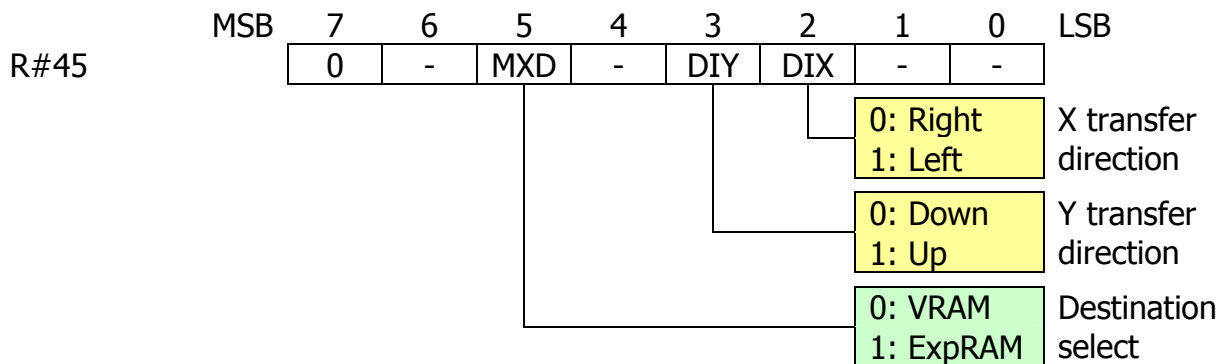 MSB 7 6 5 4 3 2 1 0 LSB
R#45 0 - MXD - DIY DIX - -
0: Right X transfer
1: Left direction
0: Down Y transfer
1: Up direction
0: VRAM Destination
1: ExpRAM select